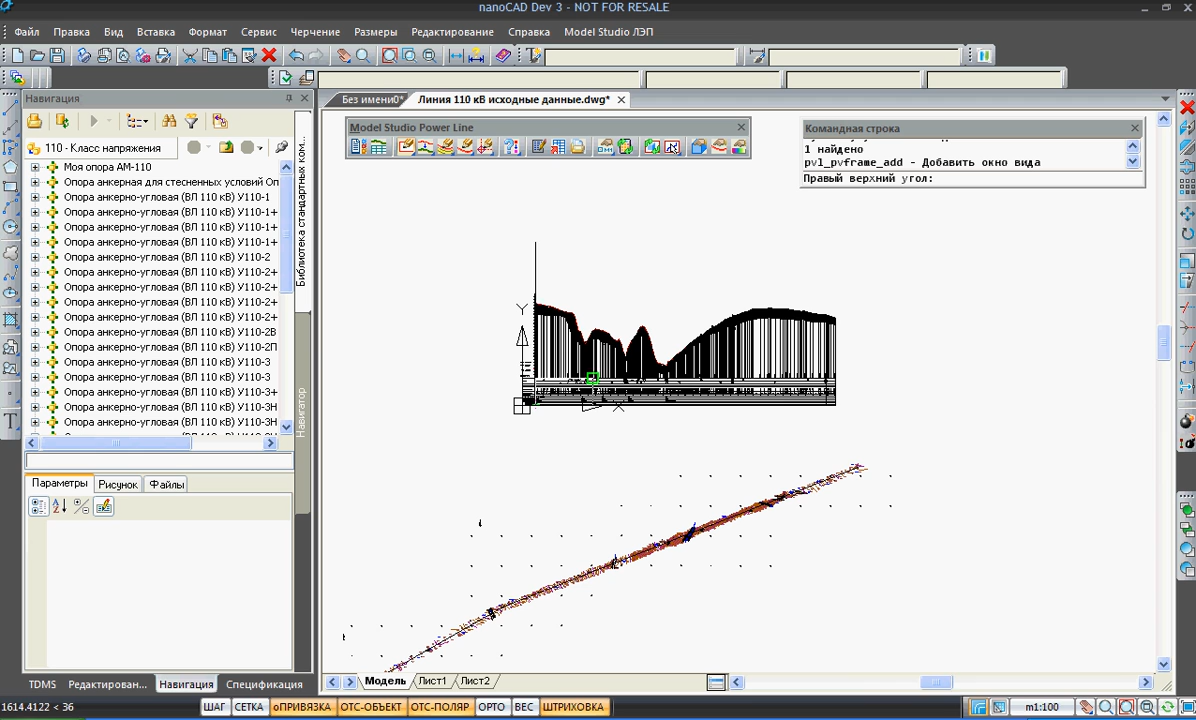 nanoCAD Dev 3 - NOT FOR RESALE
Файл Правка Вид Вставка Формат Сервис Черчение Размеры Редактирование Справка Model Studio ЛЭП
Навигация
Без имени0* Линия 110 кВ исходные данные.dwg*
Model Studio Power Line
Командная строка
1 найдено
pvl_pvframe_add - Добавить окно вида
Правый верхний угол:
110 - Класс напряжения
Моя опора АМ-110
Опора анкерная для стесненных условий Оп
Опора анкерно-угловая (ВЛ 110 кВ) У110-1
Опора анкерно-угловая (ВЛ 110 кВ) У110-1+
Опора анкерно-угловая (ВЛ 110 кВ) У110-1+
Опора анкерно-угловая (ВЛ 110 кВ) У110-1+
Опора анкерно-угловая (ВЛ 110 кВ) У110-2
Опора анкерно-угловая (ВЛ 110 кВ) У110-2+
Опора анкерно-угловая (ВЛ 110 кВ) У110-2+
Опора анкерно-угловая (ВЛ 110 кВ) У110-2+
Опора анкерно-угловая (ВЛ 110 кВ) У110-2+
Опора анкерно-угловая (ВЛ 110 кВ) У110-2В
Опора анкерно-угловая (ВЛ 110 кВ) У110-2П
Опора анкерно-угловая (ВЛ 110 кВ) У110-3
Опора анкерно-угловая (ВЛ 110 кВ) У110-3
Опора анкерно-угловая (ВЛ 110 кВ) У110-3+
Опора анкерно-угловая (ВЛ 110 кВ) У110-3Н
Опора анкерно-угловая (ВЛ 110 кВ) У110-3Н
Библиотека стандартных ком...
Навигатор
Y
X
Параметры Рисунок Файлы
TDMS Редактирован... Навигация Спецификация
Модель Лист1 Лист2
1614.4122 < 36
ШАГ СЕТКА оПРИВЯЗКА ОТС-ОБЪЕКТ ОТС-ПОЛЯР ОРТО ВЕС ШТРИХОВКА
m1:100